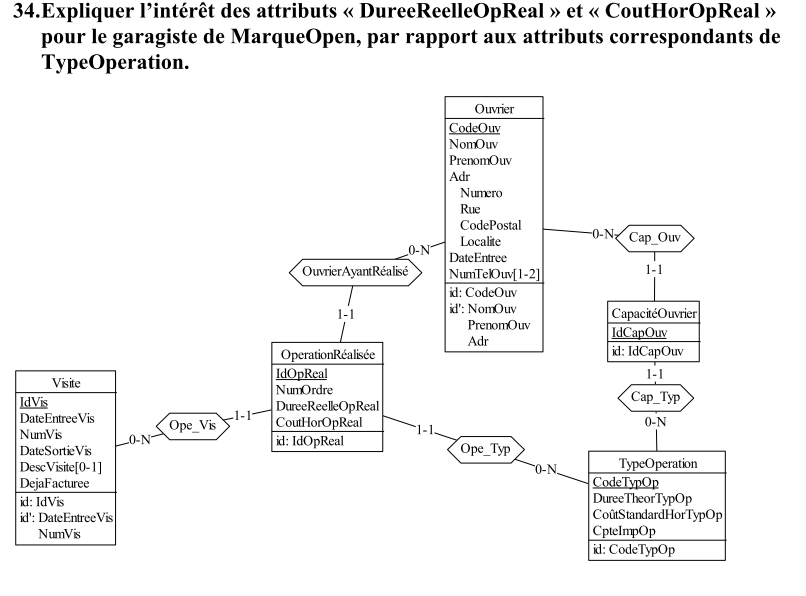 34.Expliquer l'intérêt des attributs « DureeReelleOpReal » et « CoutHorOpReal »
pour le garagiste de MarqueOpen, par rapport aux attributs correspondants de
TypeOperation.
Ouvrier
CodeOuv
NomOuv
PrenomOuv
Adr
Numero
Rue
CodePostal
Localite
DateEntree
NumTelOuv[1-2]
id: CodeOuv
id': NomOuv
PrenomOuv
Adr
0-N
Cap_Ouv
1-1
0-N
OuvrierAyantRéalisé
1-1
CapacitéOuvrier
IdCapOuv
id: IdCapOuv
1-1
Cap_Typ
0-N
OperationRéalisée
IdOpReal
NumOrdre
DureeReelleOpReal
CoutHorOpReal
id: IdOpReal
Visite
IdVis
DateEntreeVis
NumVis
DateSortieVis
DescVisite[0-1]
DejaFacturee
id: IdVis
id': DateEntreeVis
NumVis
0-N
Ope_Vis
1-1
1-1
Ope_Typ
0-N
TypeOperation
CodeTypOp
DureeTheorTypOp
CoûtStandardHorTypOp
CpteImpOp
id: CodeTypOp